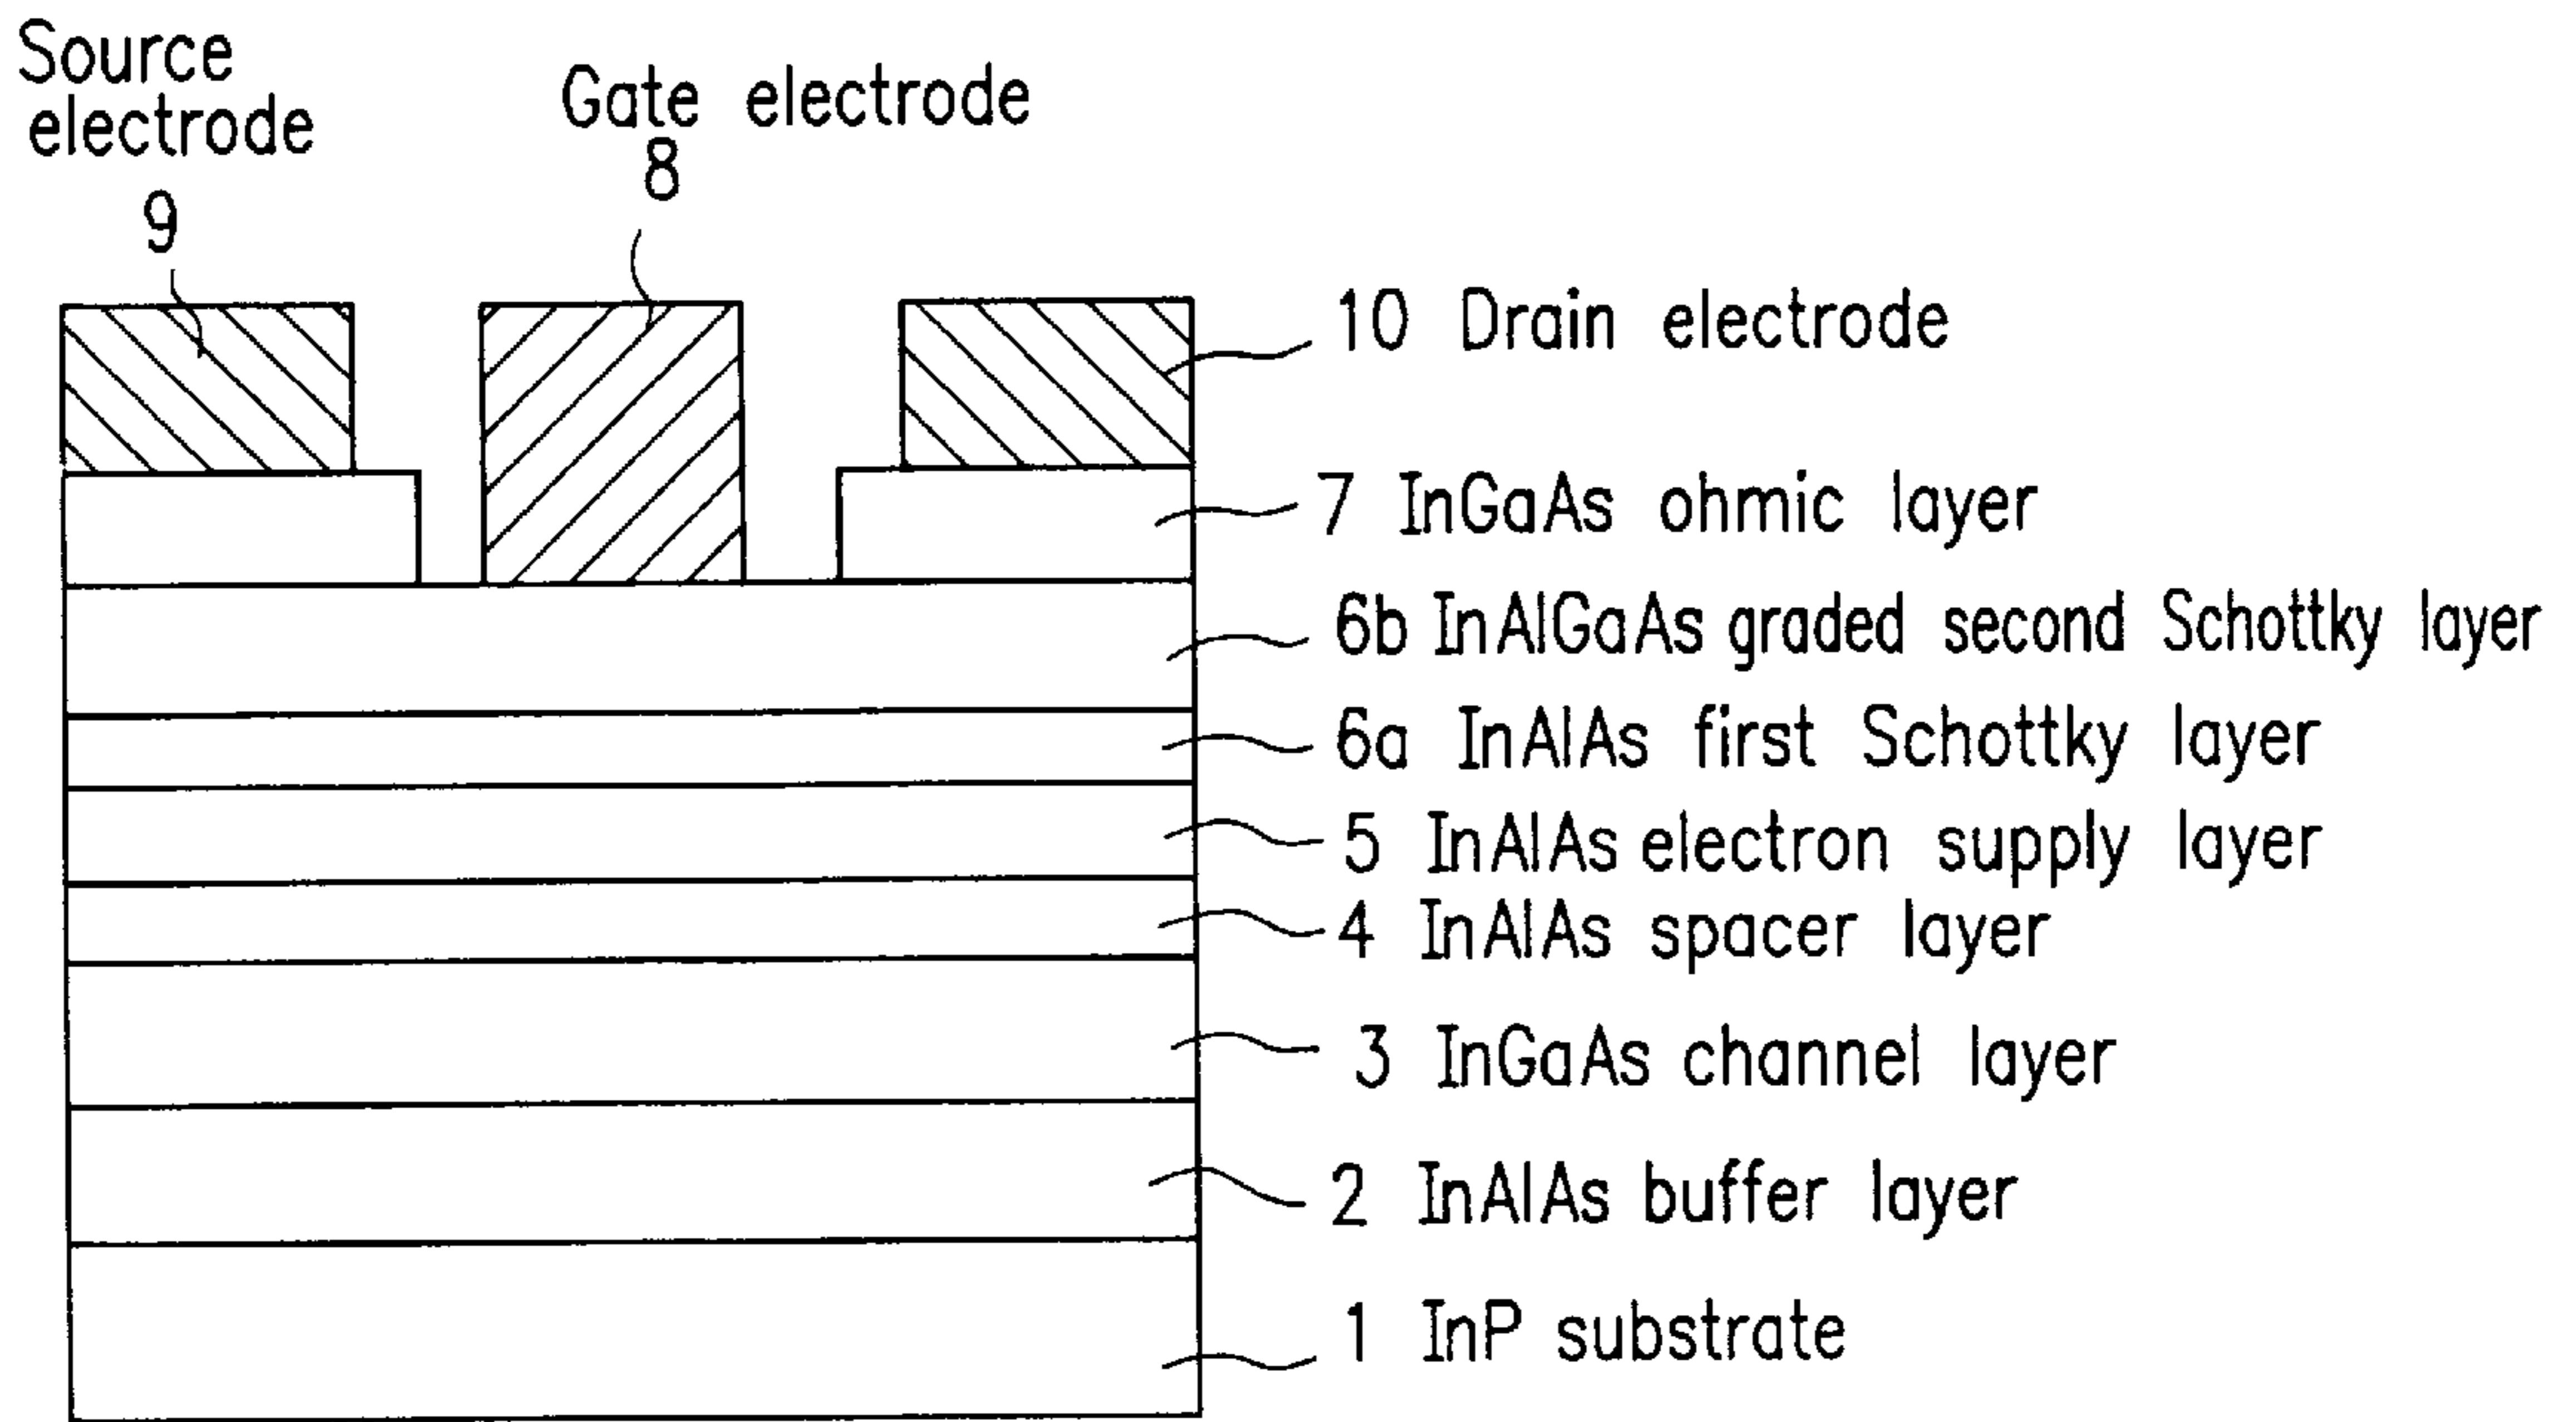 Source
electrode
9
Gate electrode
8
10 Drain electrode
7 InGaAs ohmic layer
6b InAlGaAs graded second Schottky layer
6a InAlAs first Schottky layer
5 InAlAs electron supply layer
4 InAlAs spacer layer
3 InGaAs channel layer
2 InAlAs buffer layer
1 InP substrate